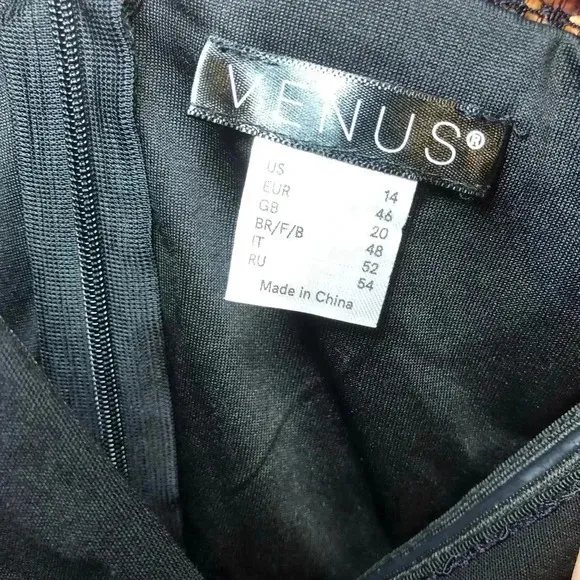 VENUS®
US 14
EUR 46
GB 20
BR/F/B 48
IT 52
RU 54
Made in China